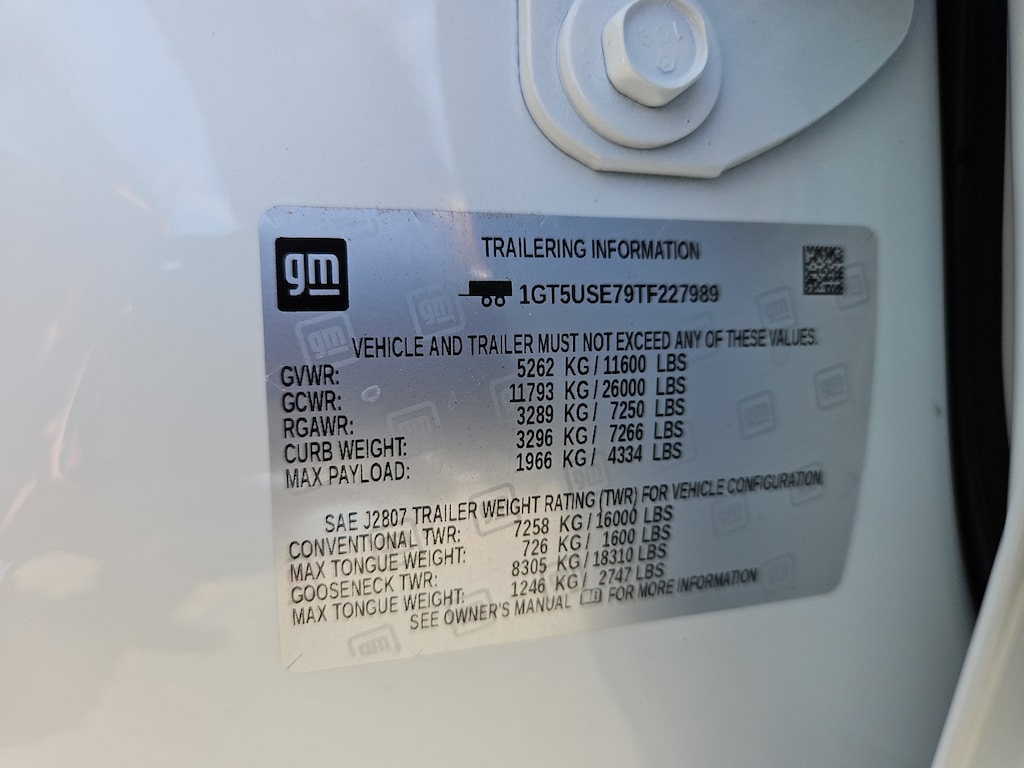 gm
TRAILERING INFORMATION
1GT5USE79TF227989
VEHICLE AND TRAILER MUST NOT EXCEED ANY OF THESE VALUES.
GVWR: 5262 KG / 11600 LBS
GCWR: 11793 KG / 26000 LBS
RGAWR: 3289 KG / 7250 LBS
CURB WEIGHT: 3296 KG / 7266 LBS
MAX PAYLOAD: 1966 KG / 4334 LBS
SAE J2807 TRAILER WEIGHT RATING (TWR) FOR VEHICLE CONFIGURATION.
CONVENTIONAL TWR: 7258 KG / 16000 LBS
MAX TONGUE WEIGHT: 726 KG / 1600 LBS
GOOSENECK TWR: 8305 KG / 18310 LBS
MAX TONGUE WEIGHT: 1246 KG / 2747 LBS
SEE OWNER'S MANUAL FOR MORE INFORMATION